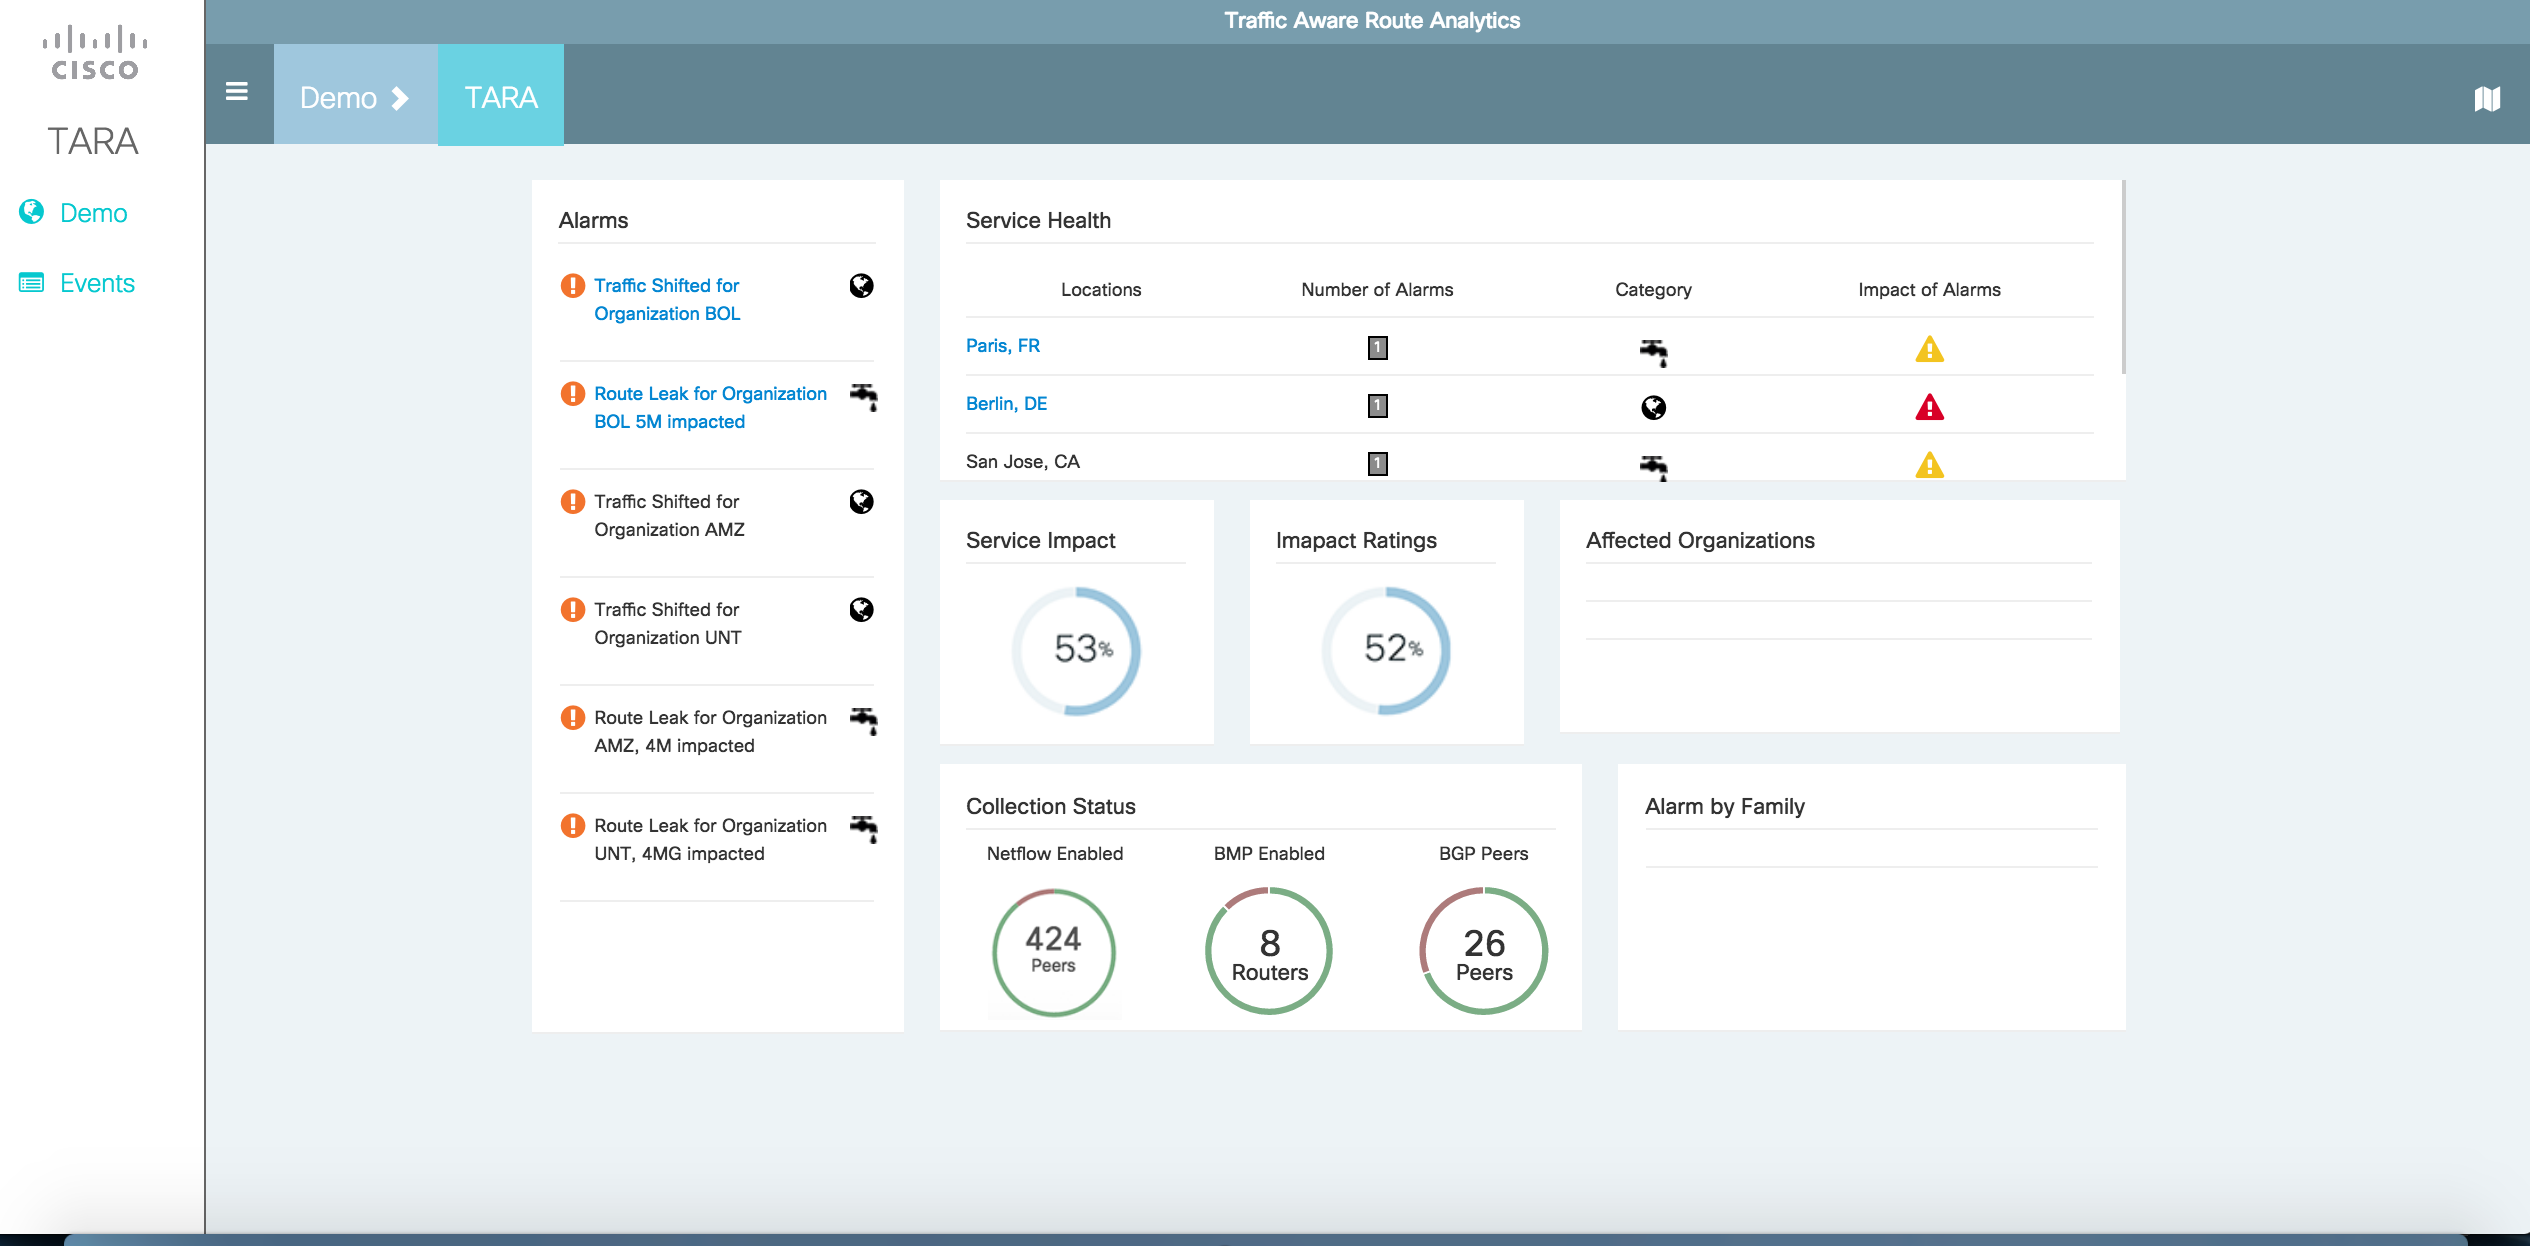 Traffic Aware Route Analytics
CISCO
TARA
Demo
Events
Demo
TARA
Alarms
Traffic Shifted for
Organization BOL
Route Leak for Organization
BOL 5M impacted
Traffic Shifted for
Organization AMZ
Traffic Shifted for
Organization UNT
Route Leak for Organization
AMZ, 4M impacted
Route Leak for Organization
UNT, 4MG impacted
Service Health
Locations Number of Alarms Category Impact of Alarms
Paris, FR 1
Berlin, DE 1
San Jose, CA 1
Service Impact
53%
Imapact Ratings
52%
Affected Organizations
Collection Status
Netflow Enabled BMP Enabled BGP Peers
424 8 26
Peers Routers Peers
Alarm by Family